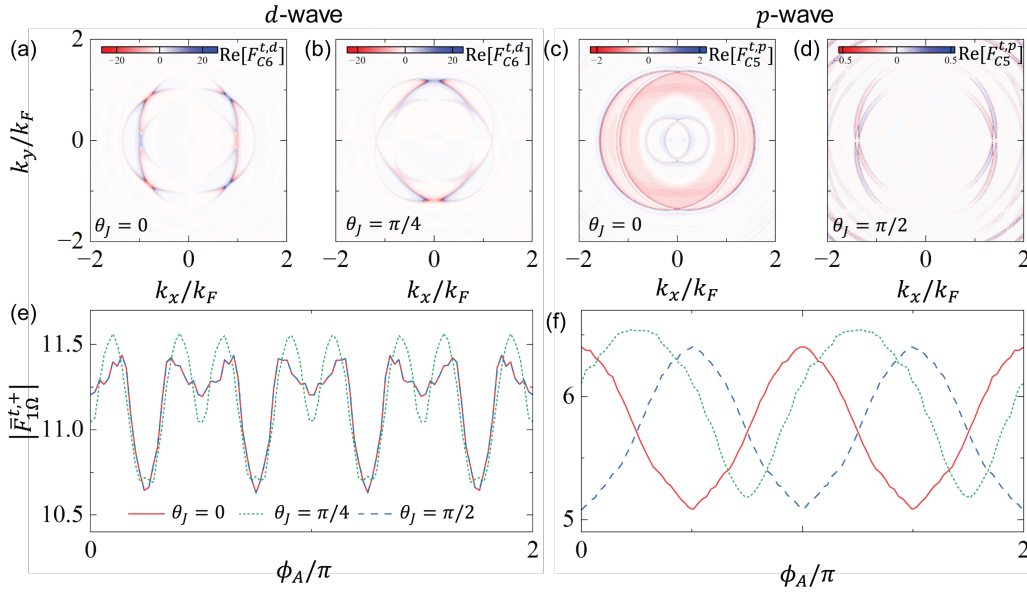 d-wave
p-wave
(a)
−20 0 20 Re[F_{C6}^{t,d}]
(b)
−20 0 20 Re[F_{C6}^{t,d}]
(c)
−2 0 2 Re[F_{C5}^{t,p}]
(d)
−0.5 0 0.5 Re[F_{C5}^{t,p}]
2
0
−2
k_y/k_F
θ_J = 0
θ_J = π/4
θ_J = 0
θ_J = π/2
−2 0 2
−2 0 2
−2 0 2
−2 0 2
k_x/k_F
k_x/k_F
k_x/k_F
k_x/k_F
(e)
|F̄_{1Ω}^{t,+}|
11.5
11.0
10.5
θ_J = 0
θ_J = π/4
θ_J = π/2
0 2
ϕ_A/π
(f)
6
5
0 2
ϕ_A/π